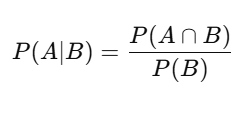 P(A|B) = P(A ∩ B) / P(B)